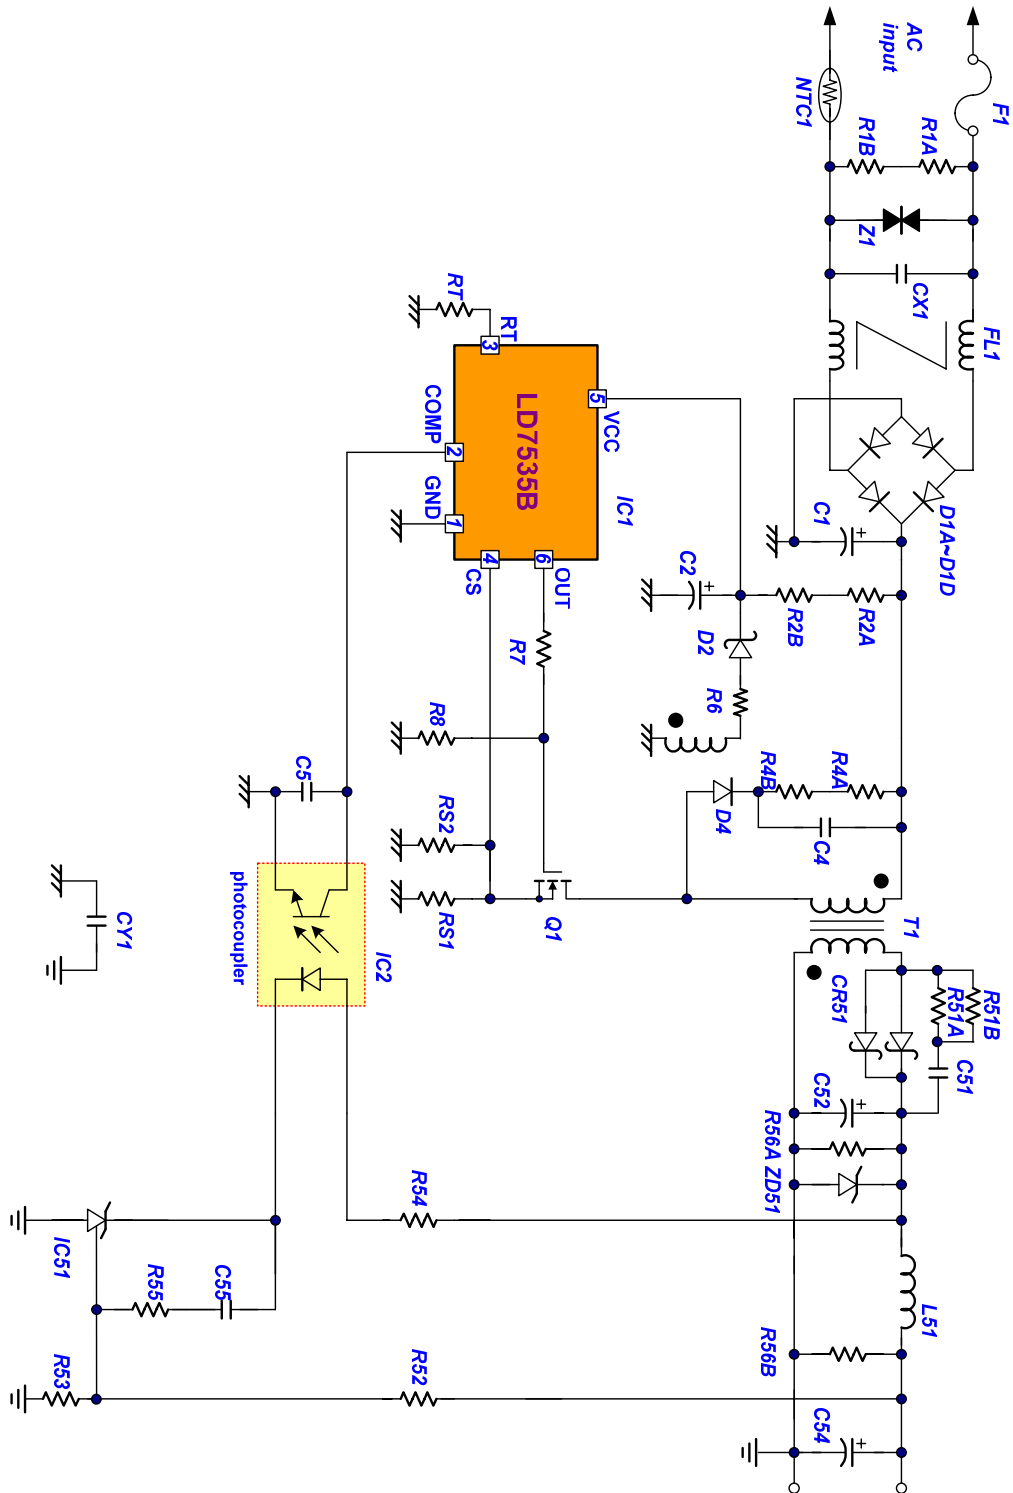 AC
input
F1
NTC1
R1A
R1B
Z1
CX1
FL1
D1A~D1D
C1
R2A
R2B
C2
D2
R6
R4A
R4B
C4
D4
T1
R51B
R51A
C51
CR51
C52
R56A
ZD51
L51
R56B
C54
RT
RT
3
VCC
5
LD7535B
IC1
COMP
2
GND
1
CS
4
OUT
6
R7
R8
RS2
RS1
Q1
C5
photocoupler
IC2
CY1
R54
IC51
R55
C55
R53
R52